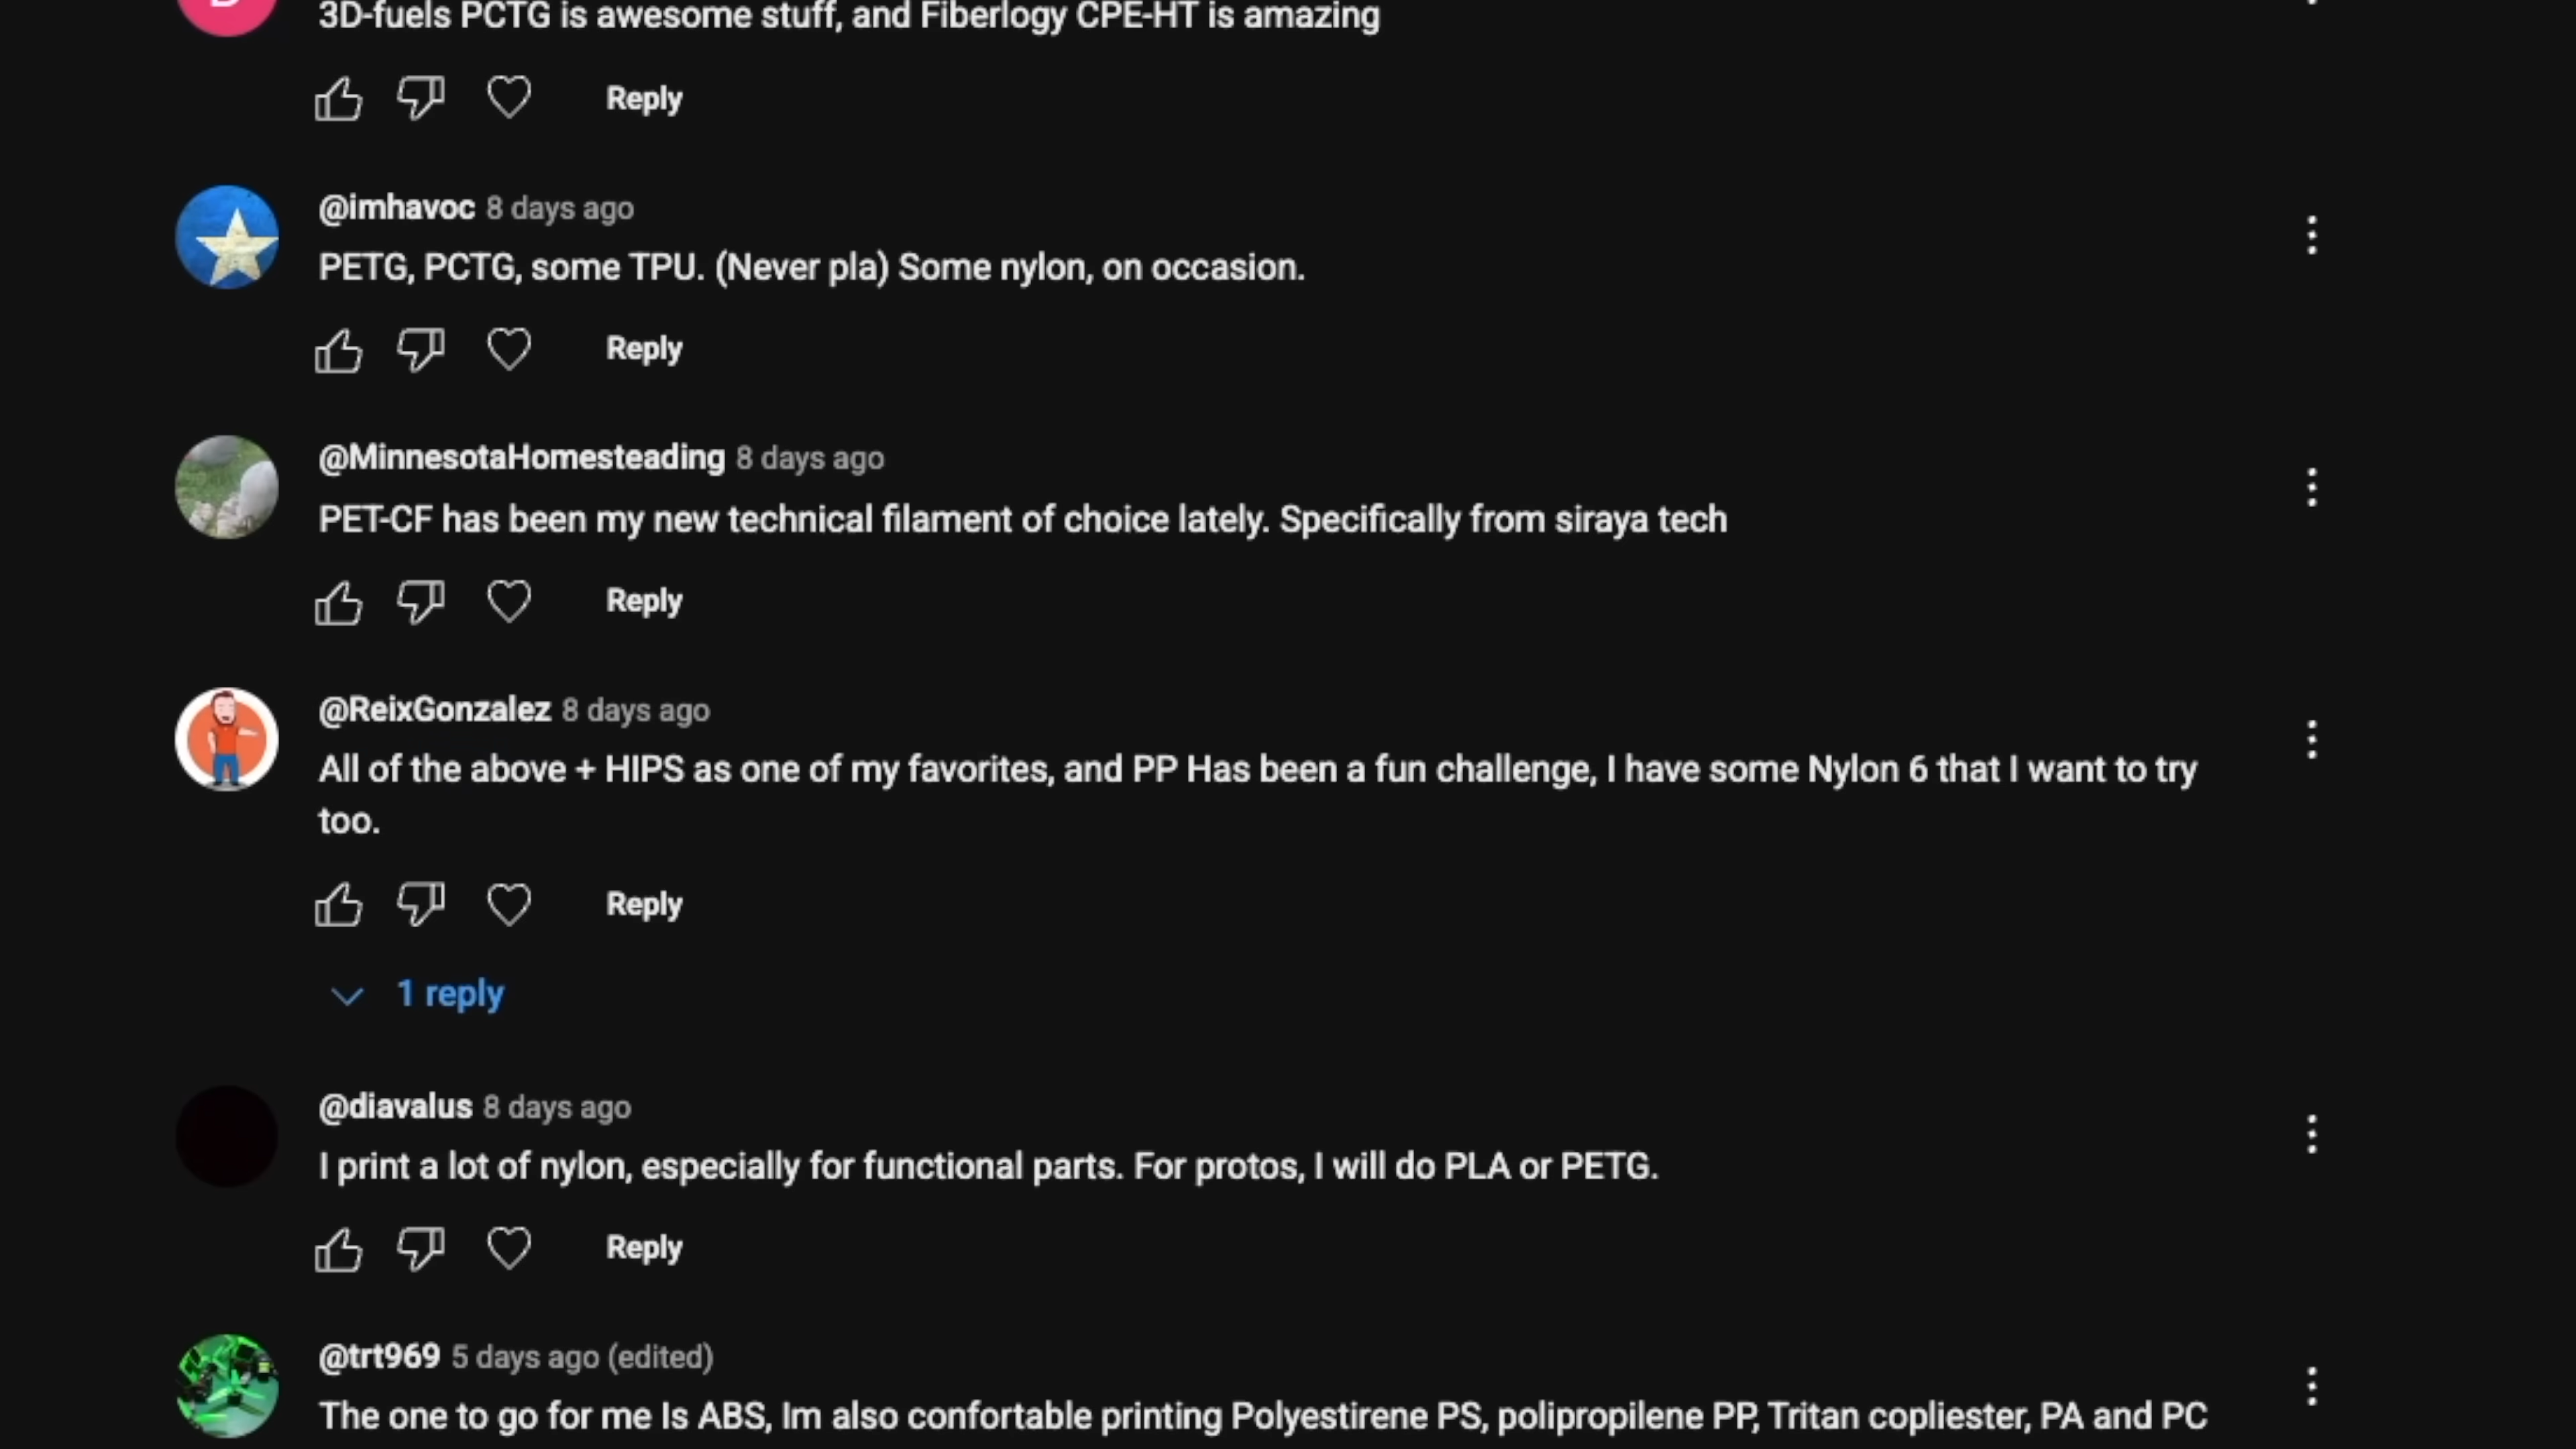 3D-fuels PCTG is awesome stuff, and Fiberlogy CPE-HT is amazing
Reply
@imhavoc 8 days ago
PETG, PCTG, some TPU. (Never pla) Some nylon, on occasion.
Reply
@MinnesotaHomesteading 8 days ago
PET-CF has been my new technical filament of choice lately. Specifically from siraya tech
Reply
@ReixGonzalez 8 days ago
All of the above + HIPS as one of my favorites, and PP Has been a fun challenge, I have some Nylon 6 that I want to try
too.
Reply
1 reply
@diavalus 8 days ago
I print a lot of nylon, especially for functional parts. For protos, I will do PLA or PETG.
Reply
@trt969 5 days ago (edited)
The one to go for me Is ABS, Im also confortable printing Polyestirene PS, polipropilene PP, Tritan copliester, PA and PC